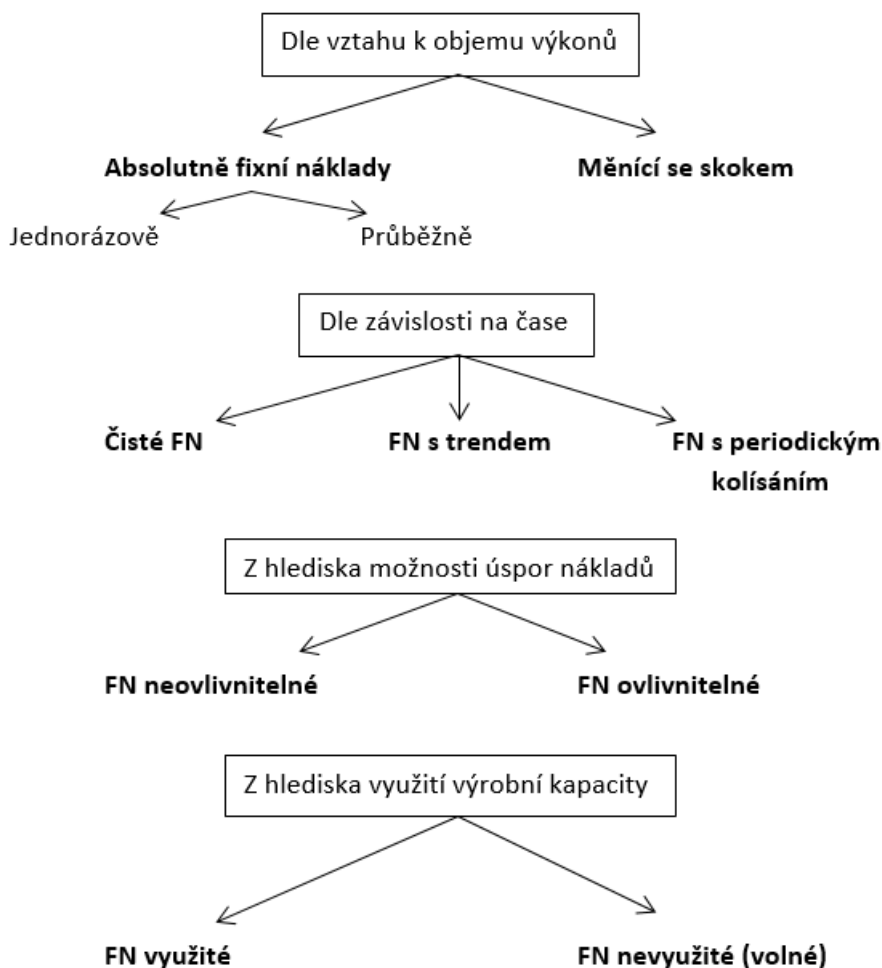 Dle vztahu k objemu výkonů
Absolutně fixní náklady
Měnící se skokem
Jednorázově
Průběžně
Dle závislosti na čase
Čisté FN
FN s trendem
FN s periodickým
kolísáním
Z hlediska možnosti úspor nákladů
FN neovlivnitelné
FN ovlivnitelné
Z hlediska využití výrobní kapacity
FN využité
FN nevyužité (volné)